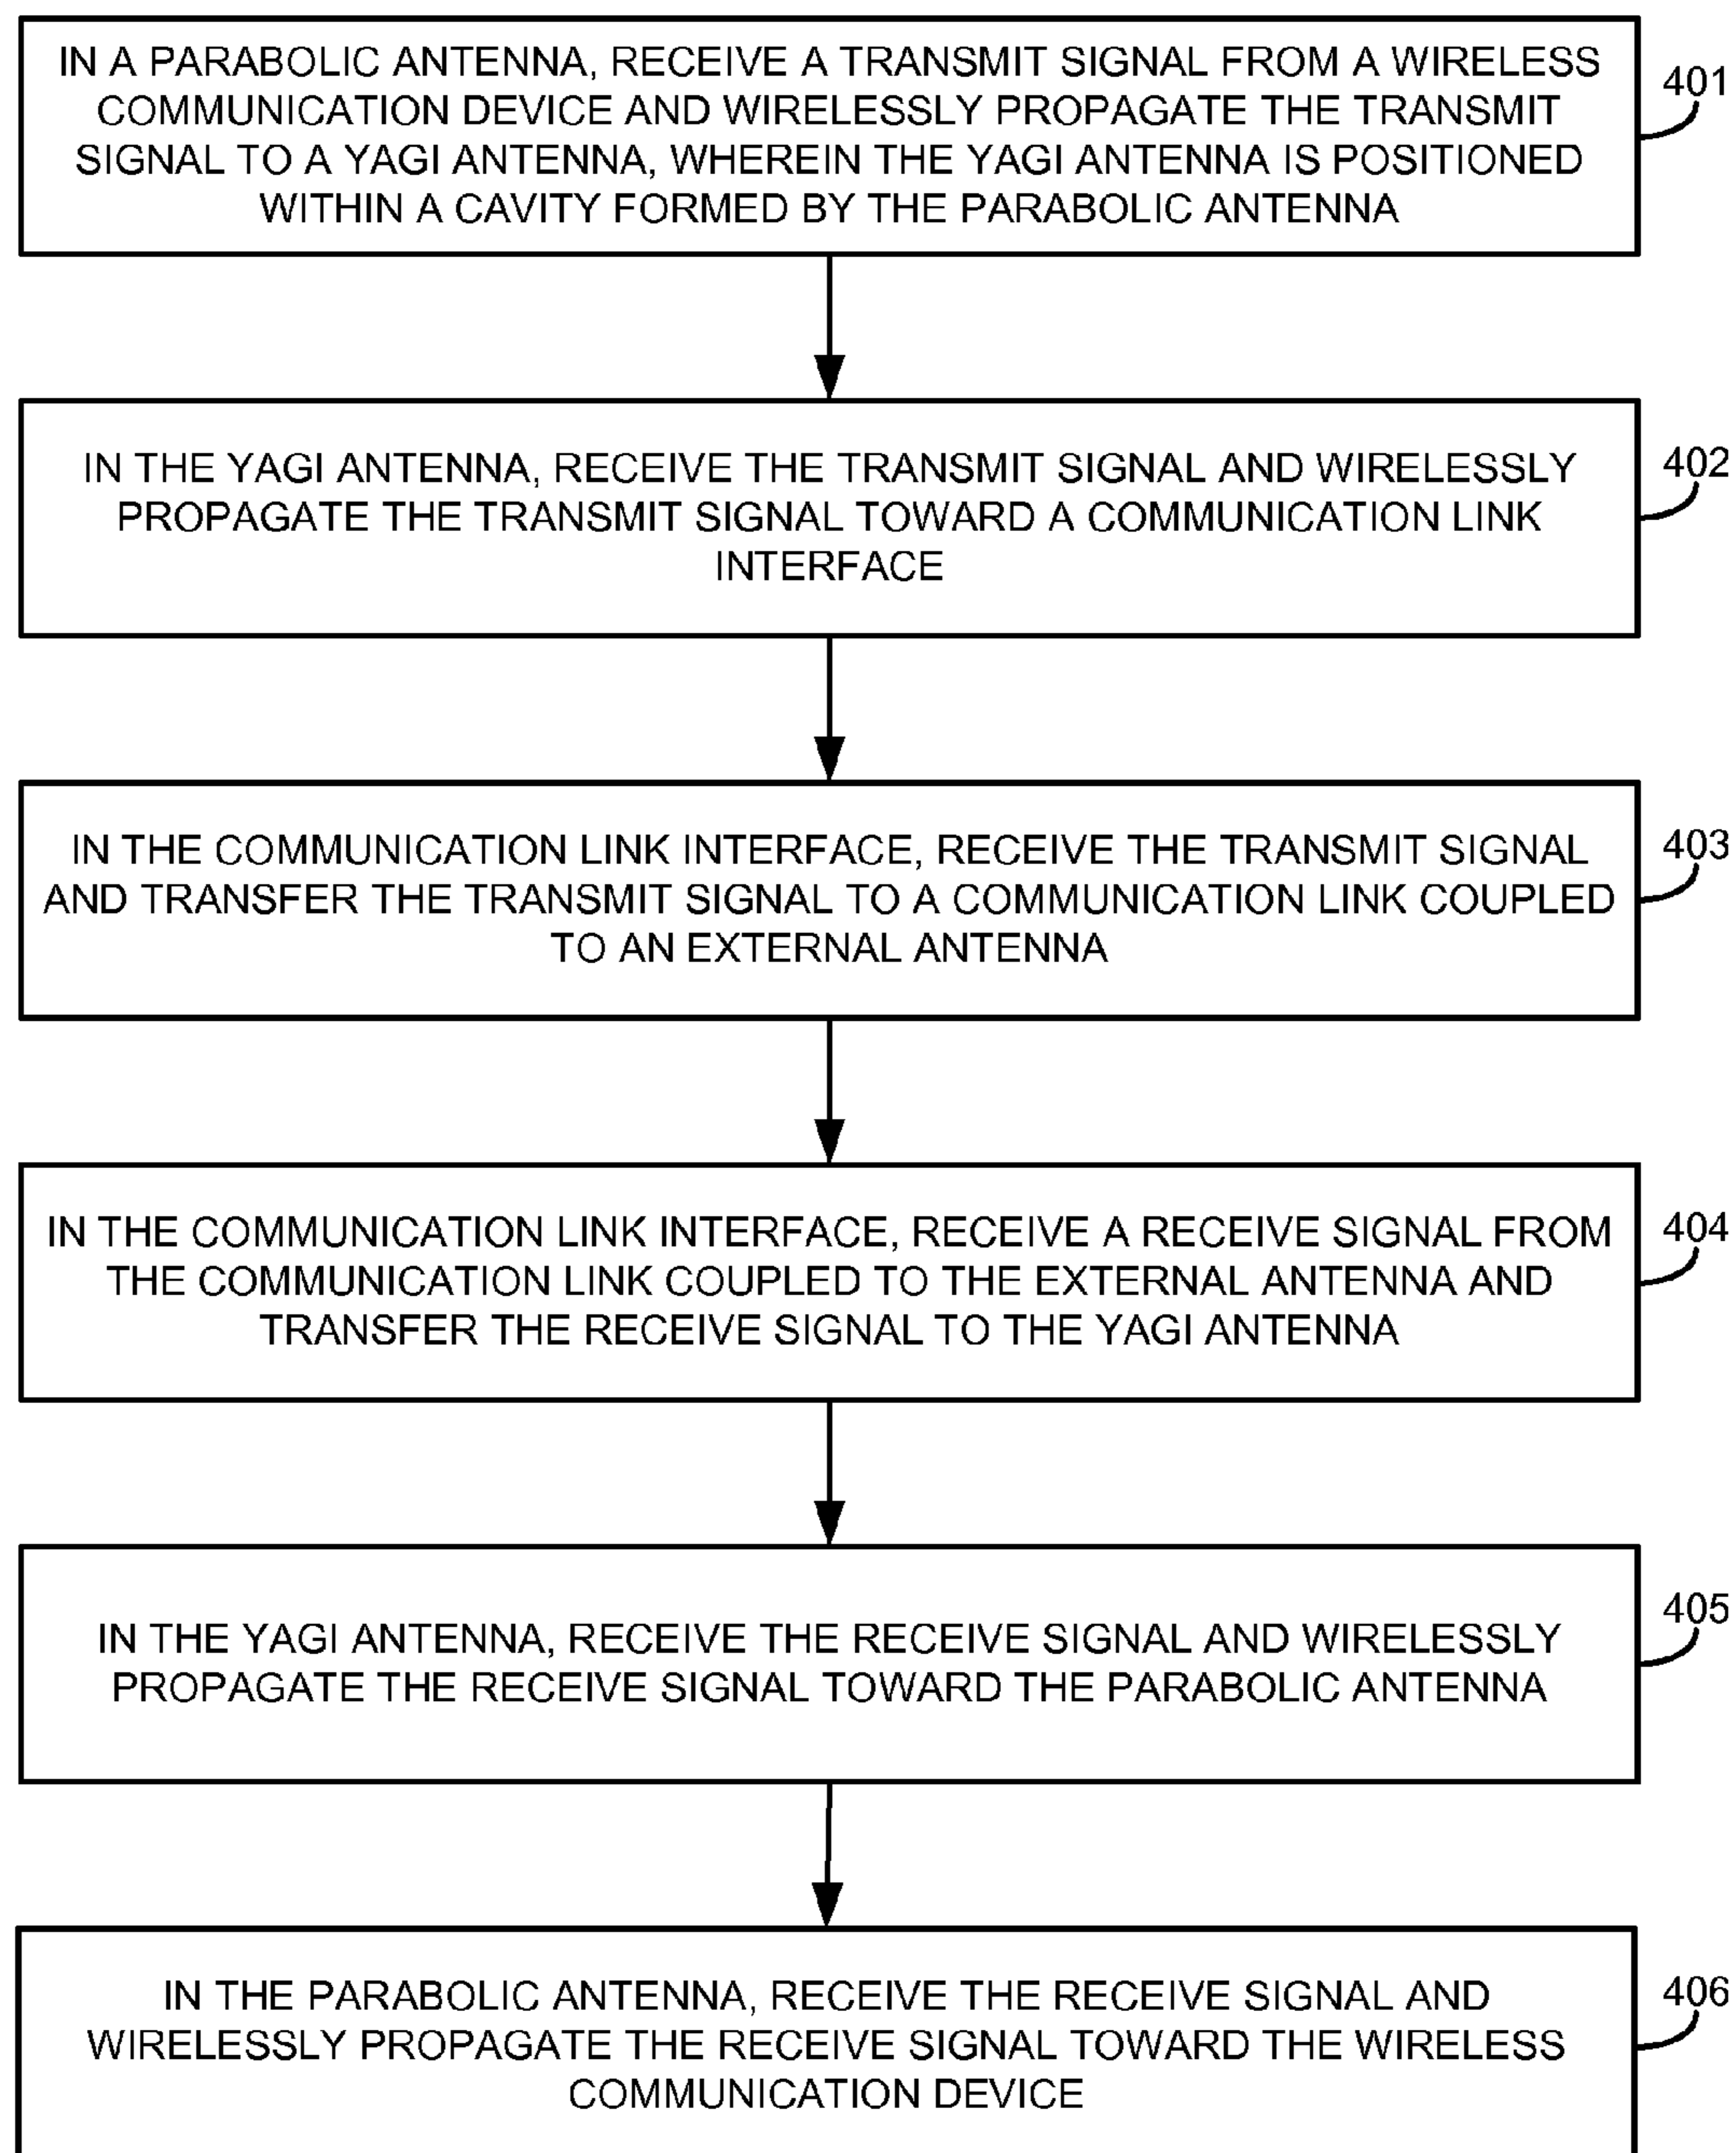 IN A PARABOLIC ANTENNA, RECEIVE A TRANSMIT SIGNAL FROM A WIRELESS
COMMUNICATION DEVICE AND WIRELESSLY PROPAGATE THE TRANSMIT
SIGNAL TO A YAGI ANTENNA, WHEREIN THE YAGI ANTENNA IS POSITIONED
WITHIN A CAVITY FORMED BY THE PARABOLIC ANTENNA
401
IN THE YAGI ANTENNA, RECEIVE THE TRANSMIT SIGNAL AND WIRELESSLY
PROPAGATE THE TRANSMIT SIGNAL TOWARD A COMMUNICATION LINK
INTERFACE
402
IN THE COMMUNICATION LINK INTERFACE, RECEIVE THE TRANSMIT SIGNAL
AND TRANSFER THE TRANSMIT SIGNAL TO A COMMUNICATION LINK COUPLED
TO AN EXTERNAL ANTENNA
403
IN THE COMMUNICATION LINK INTERFACE, RECEIVE A RECEIVE SIGNAL FROM
THE COMMUNICATION LINK COUPLED TO THE EXTERNAL ANTENNA AND
TRANSFER THE RECEIVE SIGNAL TO THE YAGI ANTENNA
404
IN THE YAGI ANTENNA, RECEIVE THE RECEIVE SIGNAL AND WIRELESSLY
PROPAGATE THE RECEIVE SIGNAL TOWARD THE PARABOLIC ANTENNA
405
IN THE PARABOLIC ANTENNA, RECEIVE THE RECEIVE SIGNAL AND
WIRELESSLY PROPAGATE THE RECEIVE SIGNAL TOWARD THE WIRELESS
COMMUNICATION DEVICE
406